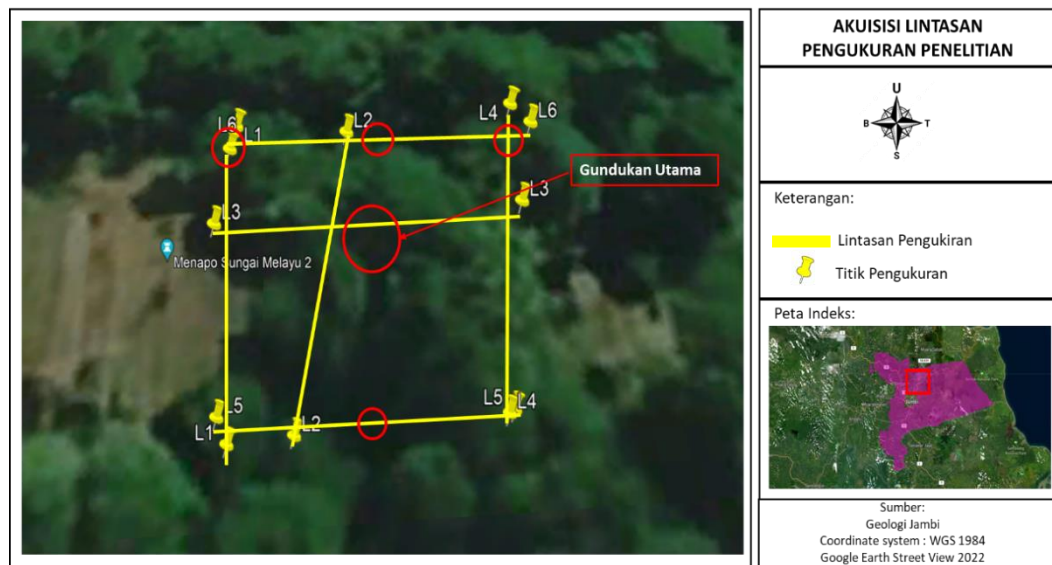 L4
L6
L2
L6
L1
Gundukan Utama
L3
L3
Menapo Sungai Melayu 2
L5
L5
L4
L1
L2
AKUISISI LINTASAN
PENGUKURAN PENELITIAN
U
B
T
S
Keterangan:
Lintasan Pengukiran
Titik Pengukuran
Peta Indeks:
Sumber:
Geologi Jambi
Coordinate system : WGS 1984
Google Earth Street View 2022